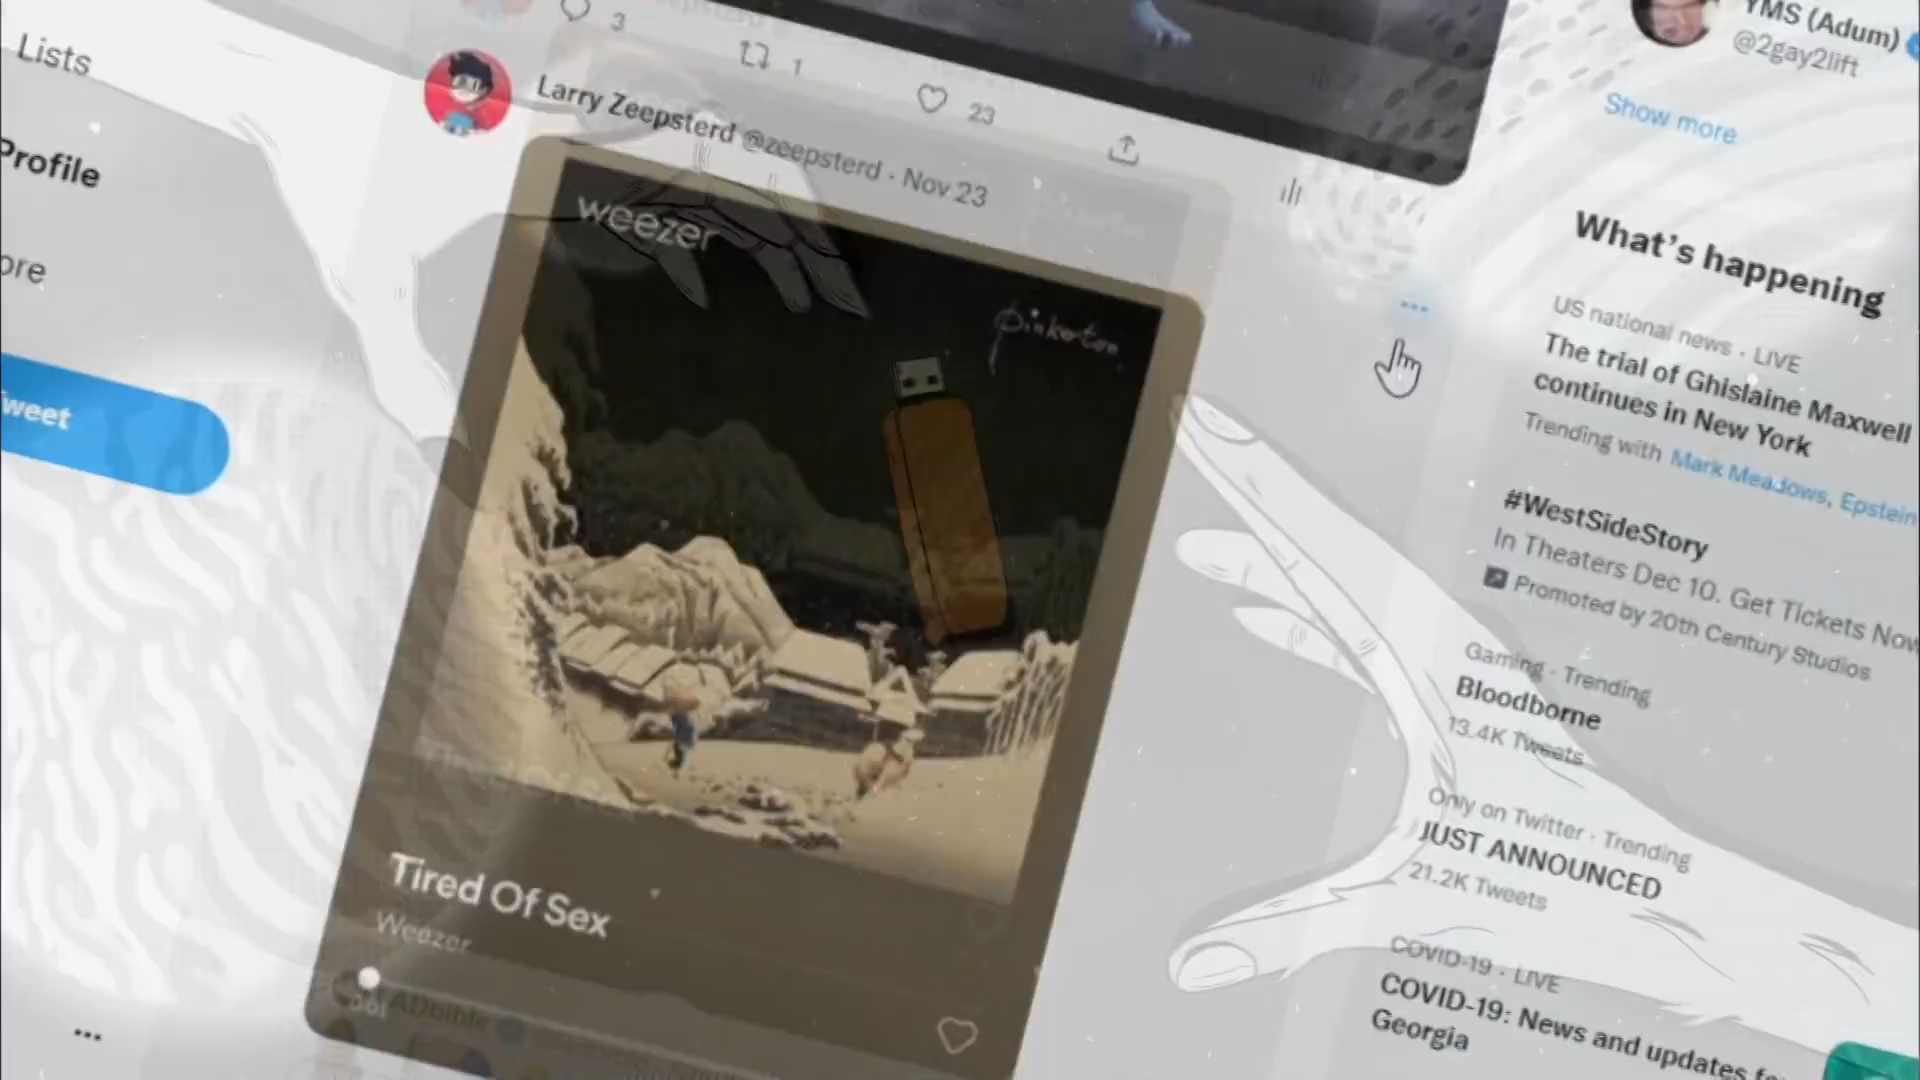 Lists
Profile
ore
Tweet
...
3
1
23
Larry Zeepsterd @zeepsterd · Nov 23
weezer
pinkerton
Tired Of Sex
Weezer
ADbible
YMS (Adum)
@2gay2lift
Show more
What's happening
US national news · LIVE
The trial of Ghislaine Maxwell
continues in New York
Trending with Mark Meadows, Epstein
#WestSideStory
In Theaters Dec 10. Get Tickets Now
Promoted by 20th Century Studios
Gaming · Trending
Bloodborne
13.4K Tweets
Only on Twitter · Trending
JUST ANNOUNCED
21.2K Tweets
COVID-19 · LIVE
COVID-19: News and updates fo
Georgia